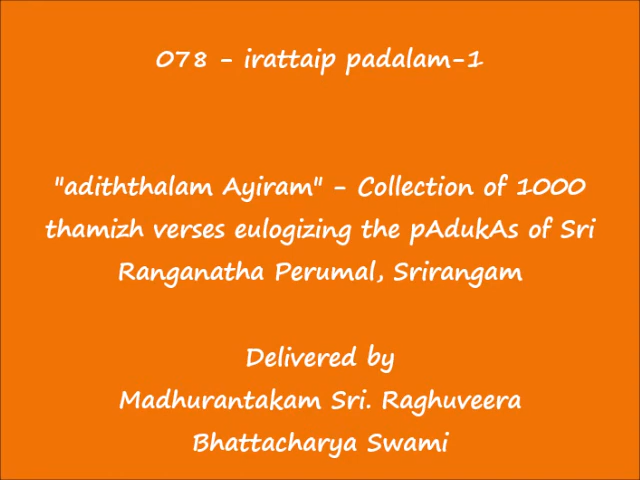 078 - irattaip padalam-1
"adiththalam Ayiram" - Collection of 1000
thamizh verses eulogizing the pAdukAs of Sri
Ranganatha Perumal, Srirangam
Delivered by
Madhurantakam Sri. Raghuveera
Bhattacharya Swami